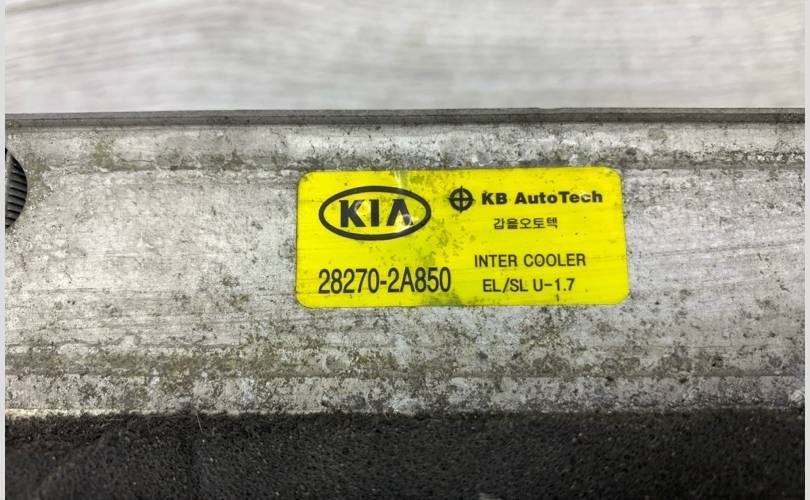 KIA
KB AutoTech
갑을오토텍
28270-2A850
INTER COOLER
EL/SL U-1.7